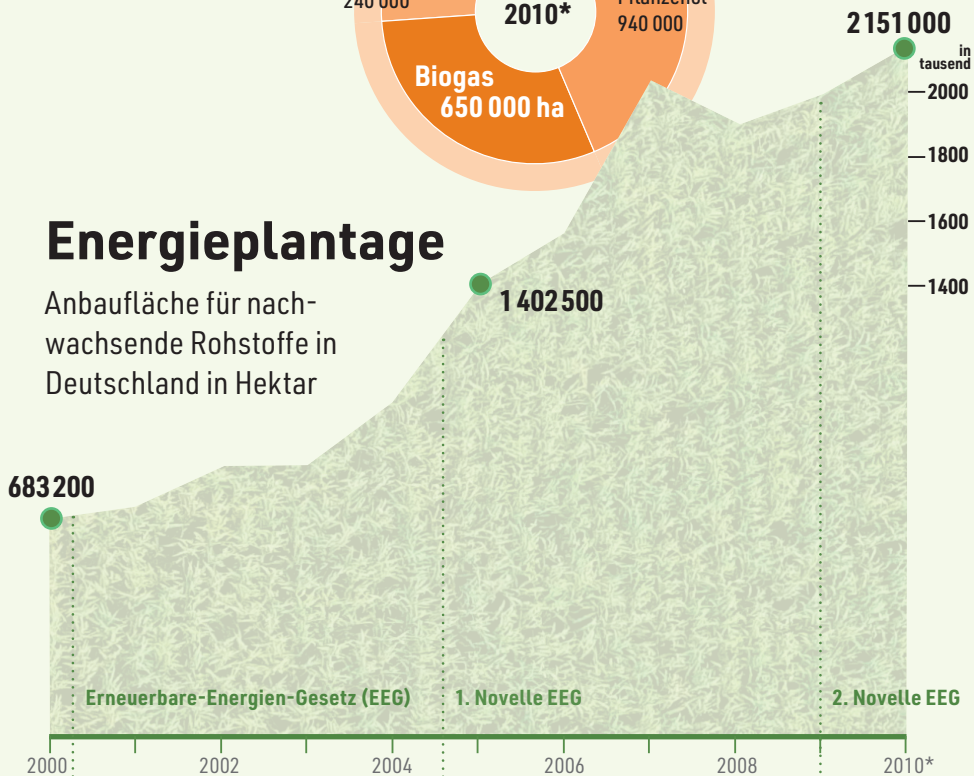 240 000
2010*
Pflanzenöl
940 000
Biogas
650 000 ha
2 151 000
in
tausend
2000
1800
1600
1400
Energieplantage
Anbaufläche für nach-
wachsende Rohstoffe in
Deutschland in Hektar
1 402 500
683 200
Erneuerbare-Energien-Gesetz (EEG)
1. Novelle EEG
2. Novelle EEG
2000
2002
2004
2006
2008
2010*